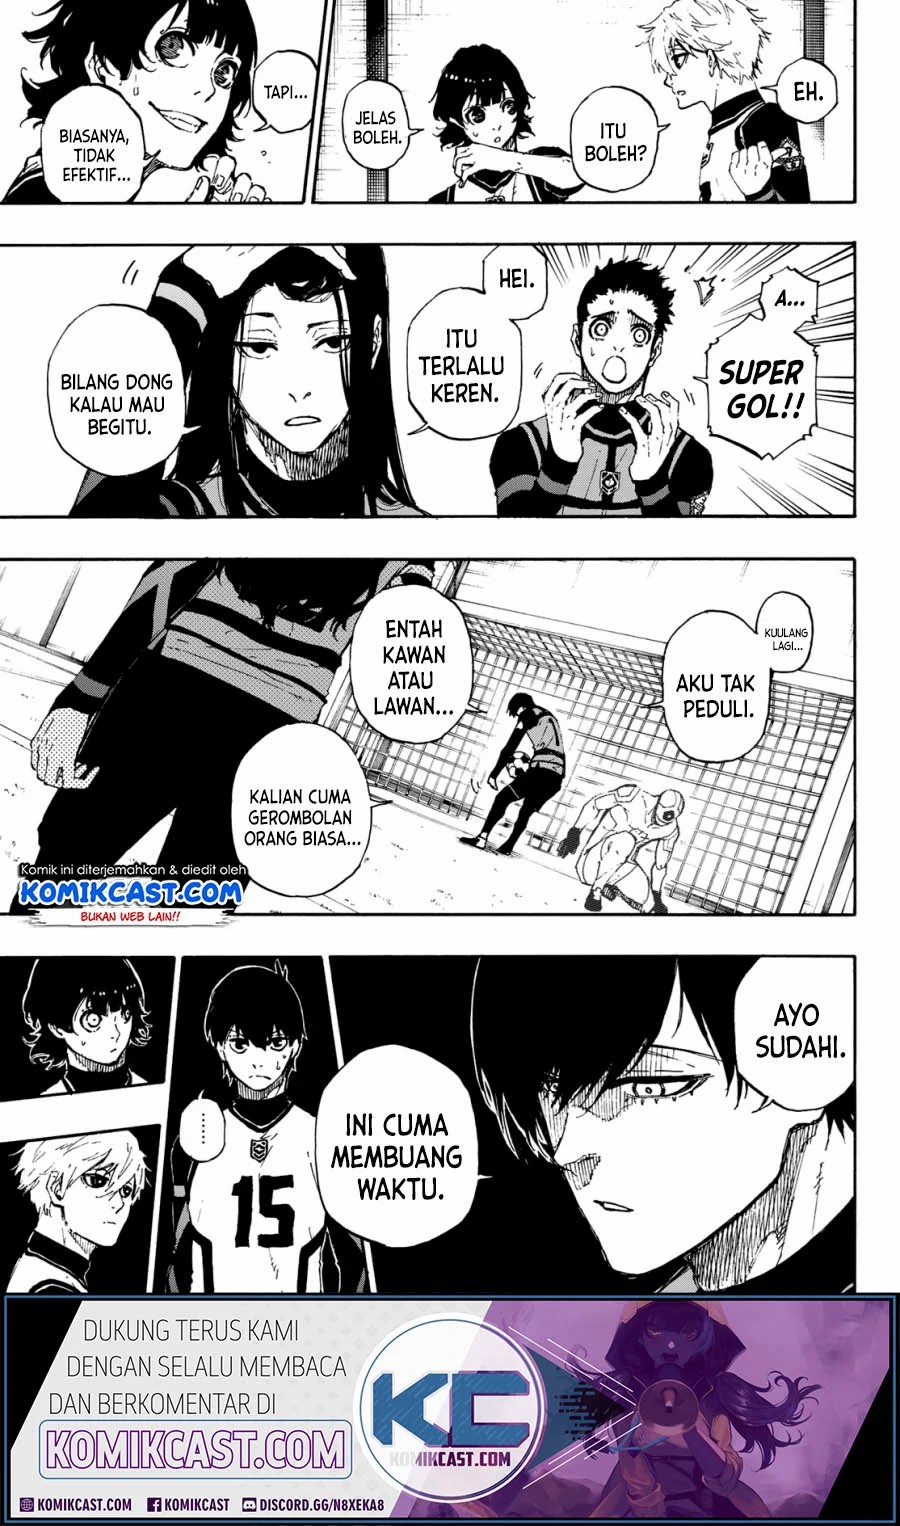 EH.
ITU
BOLEH?
JELAS
BOLEH.
TAPI...
BIASANYA,
TIDAK
EFEKTIF...
A...
SUPER
GOL!!
HEI.
ITU
TERLALU
KEREN.
BILANG DONG
KALAU MAU
BEGITU.
KUULANG
LAGI...
AKU TAK
PEDULI.
ENTAH
KAWAN
ATAU
LAWAN...
KALIAN CUMA
GEROMBOLAN
ORANG BIASA...
Komik ini diterjemahkan & diedit oleh
KOMIKCAST.COM
BUKAN WEB LAIN!!
AYO
SUDAHI.
INI CUMA
MEMBUANG
WAKTU.
......
15
DUKUNG TERUS KAMI
DENGAN SELALU MEMBACA
DAN BERKOMENTAR DI
KOMIKCAST.COM
KOMIKCAST.COM
KOMIKCAST
DISCORD.GG/N8XEKA8
KC
KOMIKCAST.COM